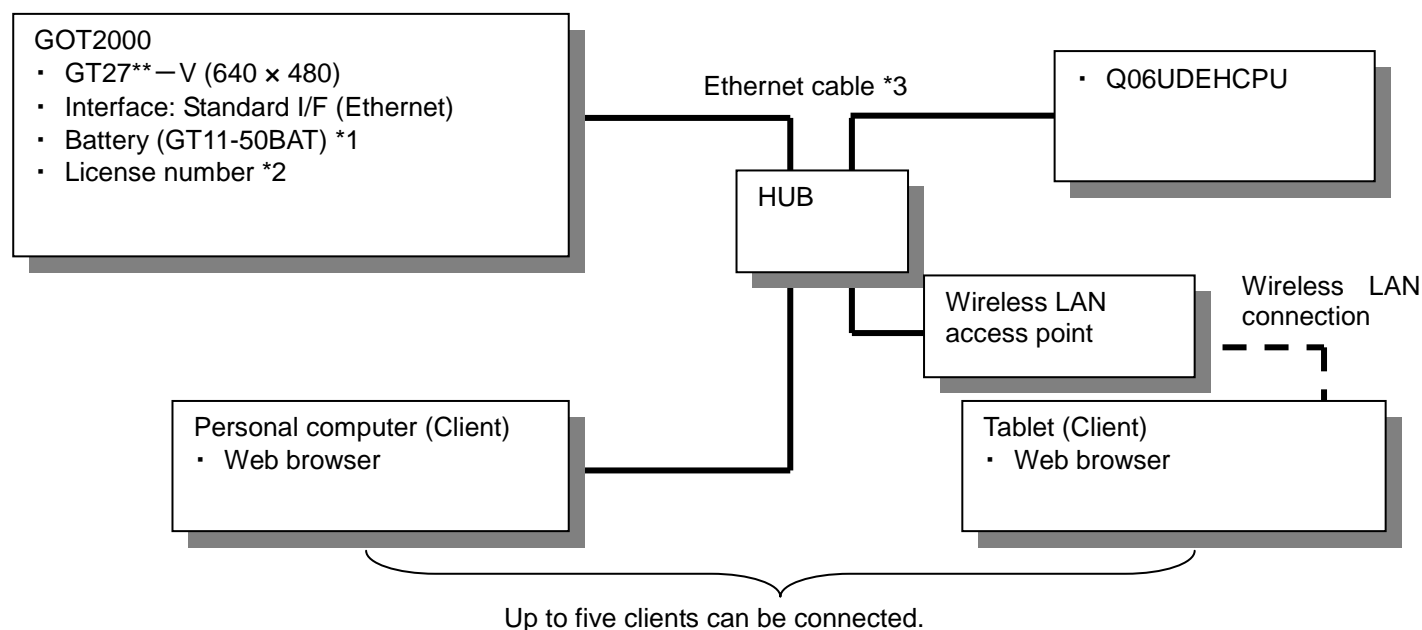 GOT2000
・ GT27**－V (640 × 480)
・ Interface: Standard I/F (Ethernet)
・ Battery (GT11-50BAT) *1
・ License number *2
Ethernet cable *3
・ Q06UDEHCPU
HUB
Wireless LAN
access point
Wireless LAN
connection
Personal computer (Client)
・ Web browser
Tablet (Client)
・ Web browser
Up to five clients can be connected.